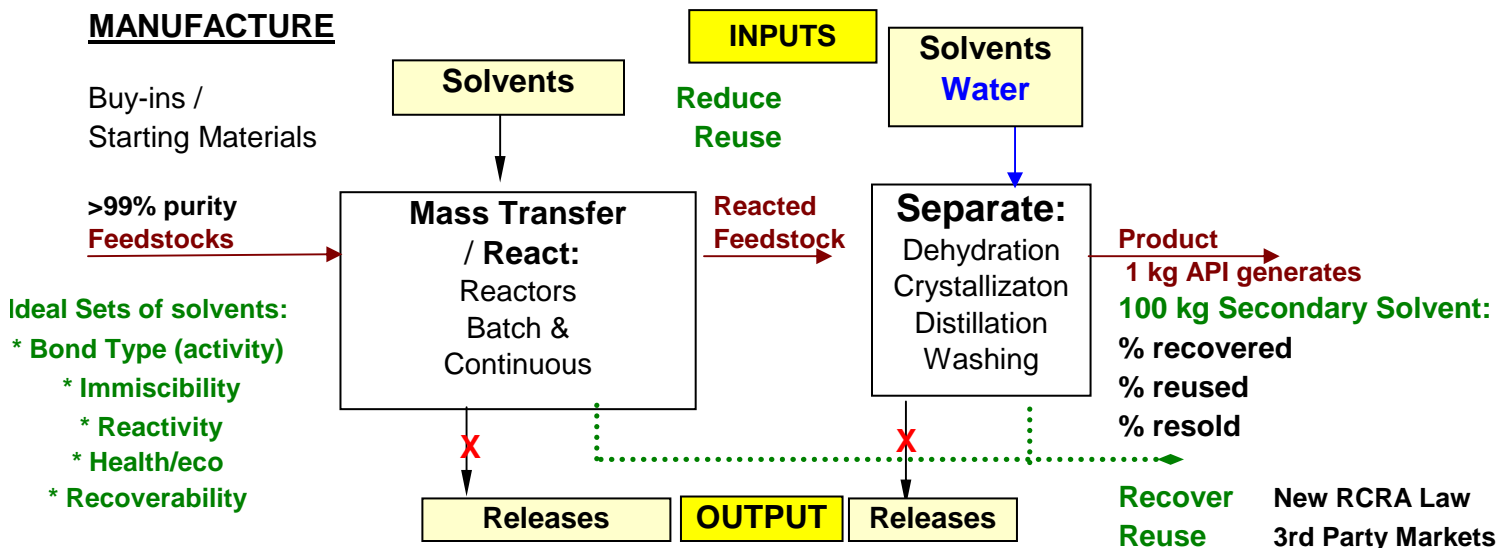 MANUFACTURE
INPUTS
Solvents
Solvents
Water
Buy-ins /
Starting Materials
Reduce
Reuse
>99% purity
Feedstocks
Mass Transfer
/ React:
Reactors
Batch &
Continuous
Reacted
Feedstock
Separate:
Dehydration
Crystallizaton
Distillation
Washing
Product
1 kg API generates
100 kg Secondary Solvent:
% recovered
% reused
% resold
Ideal Sets of solvents:
* Bond Type (activity)
* Immiscibility
* Reactivity
* Health/eco
* Recoverability
X
X
Releases
OUTPUT
Releases
Recover New RCRA Law
Reuse 3rd Party Markets